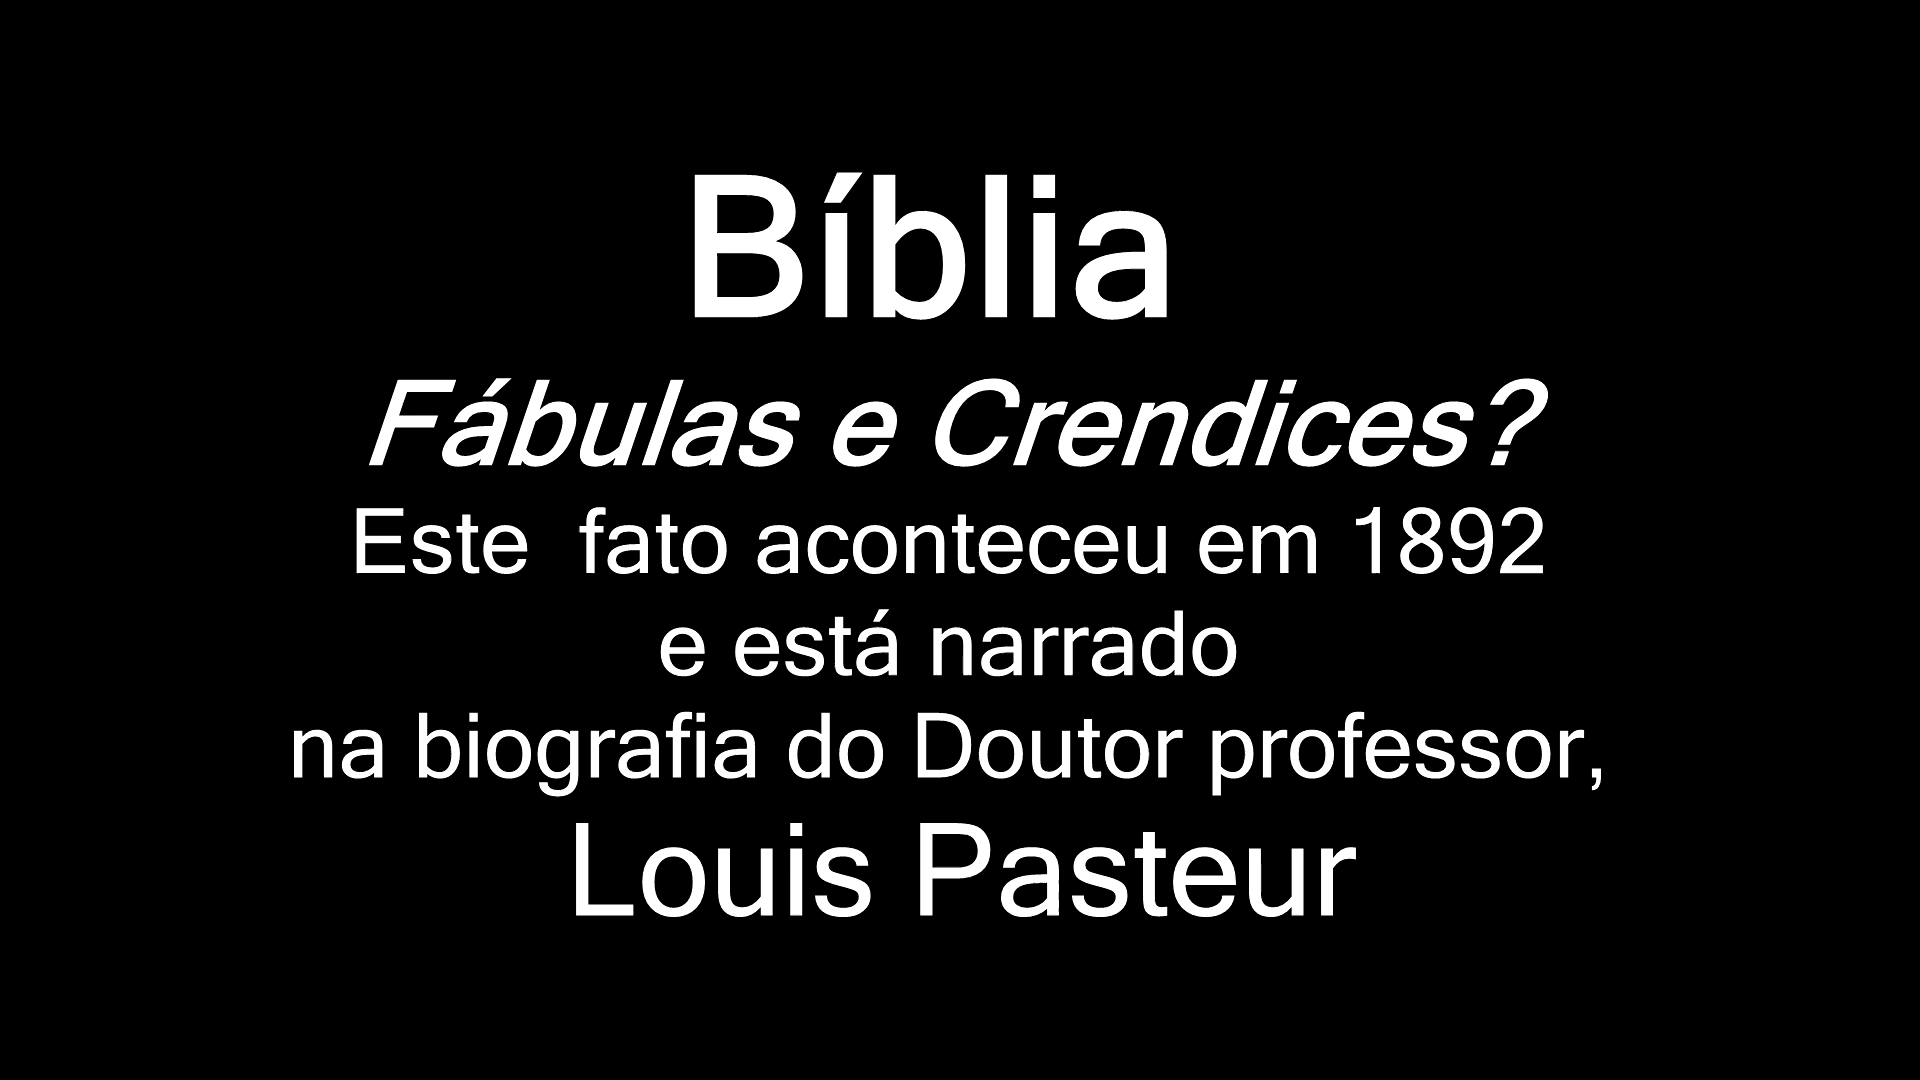 Bíblia
Fábulas e Crendices?
Este  fato aconteceu em 1892
e está narrado
na biografia do Doutor professor,
Louis Pasteur